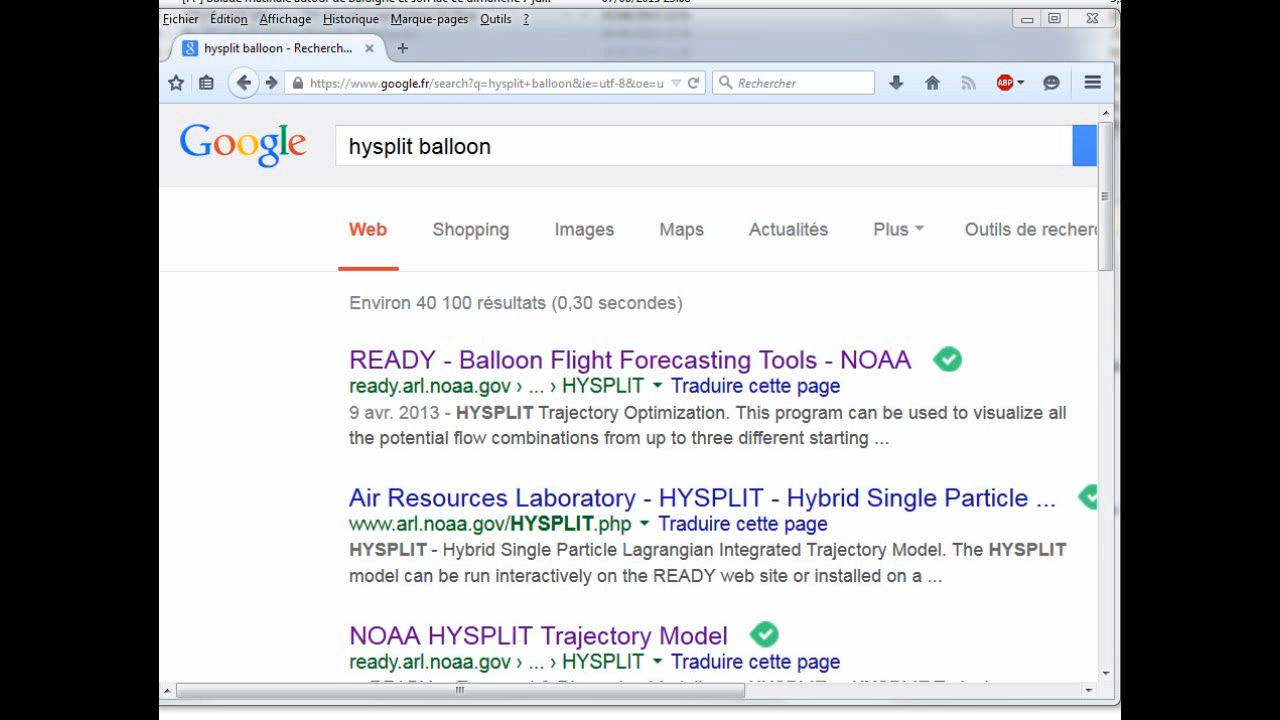 Fichier Édition Affichage Historique Marque-pages Outils ?
hysplit balloon - Recherch...
https://www.google.fr/search?q=hysplit+balloon&ie=utf-8&oe=u
Rechercher
ABP
Google
hysplit balloon
Web Shopping Images Maps Actualités Plus Outils de recherc
Environ 40 100 résultats (0,30 secondes)
READY - Balloon Flight Forecasting Tools - NOAA
ready.arl.noaa.gov › ... › HYSPLIT Traduire cette page
9 avr. 2013 - HYSPLIT Trajectory Optimization. This program can be used to visualize all
the potential flow combinations from up to three different starting ...
Air Resources Laboratory - HYSPLIT - Hybrid Single Particle ...
www.arl.noaa.gov/HYSPLIT.php Traduire cette page
HYSPLIT - Hybrid Single Particle Lagrangian Integrated Trajectory Model. The HYSPLIT
model can be run interactively on the READY web site or installed on a ...
NOAA HYSPLIT Trajectory Model
ready.arl.noaa.gov › ... › HYSPLIT Traduire cette page